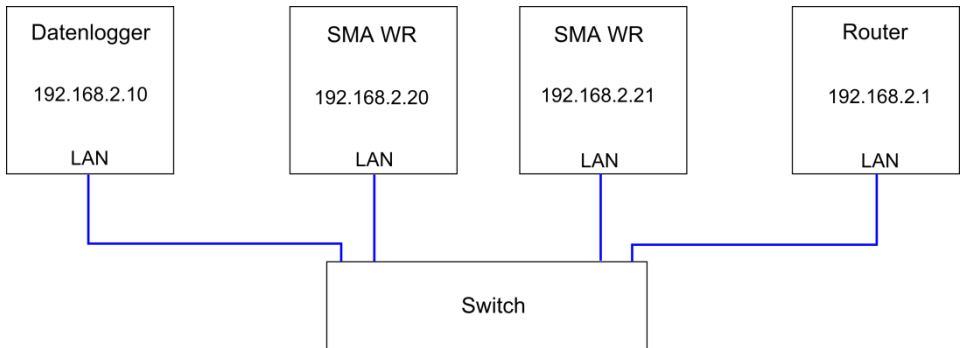 Datenlogger
192.168.2.10
LAN
SMA WR
192.168.2.20
LAN
SMA WR
192.168.2.21
LAN
Router
192.168.2.1
LAN
Switch